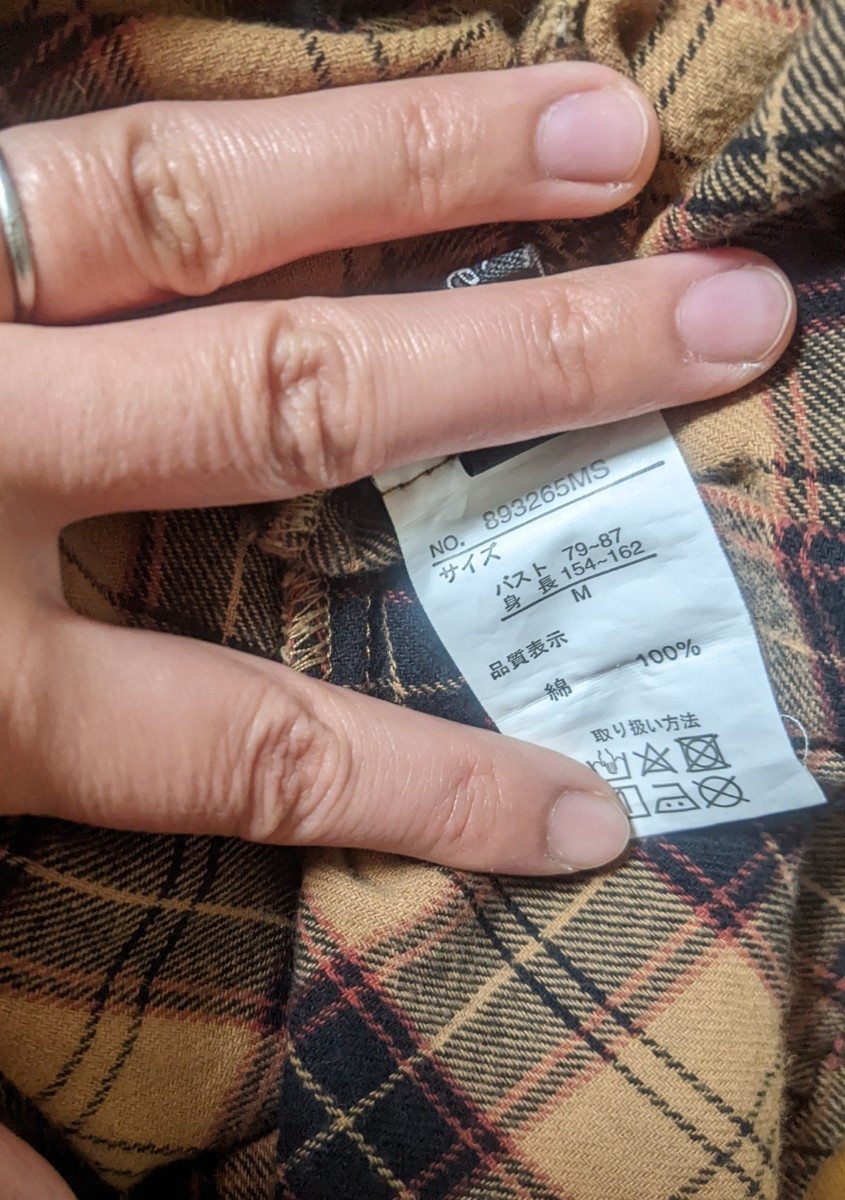 NO. 893265MS
サイズ
バスト 79~87
身 長 154~162
M
品質表示
綿 100%
取り扱い方法